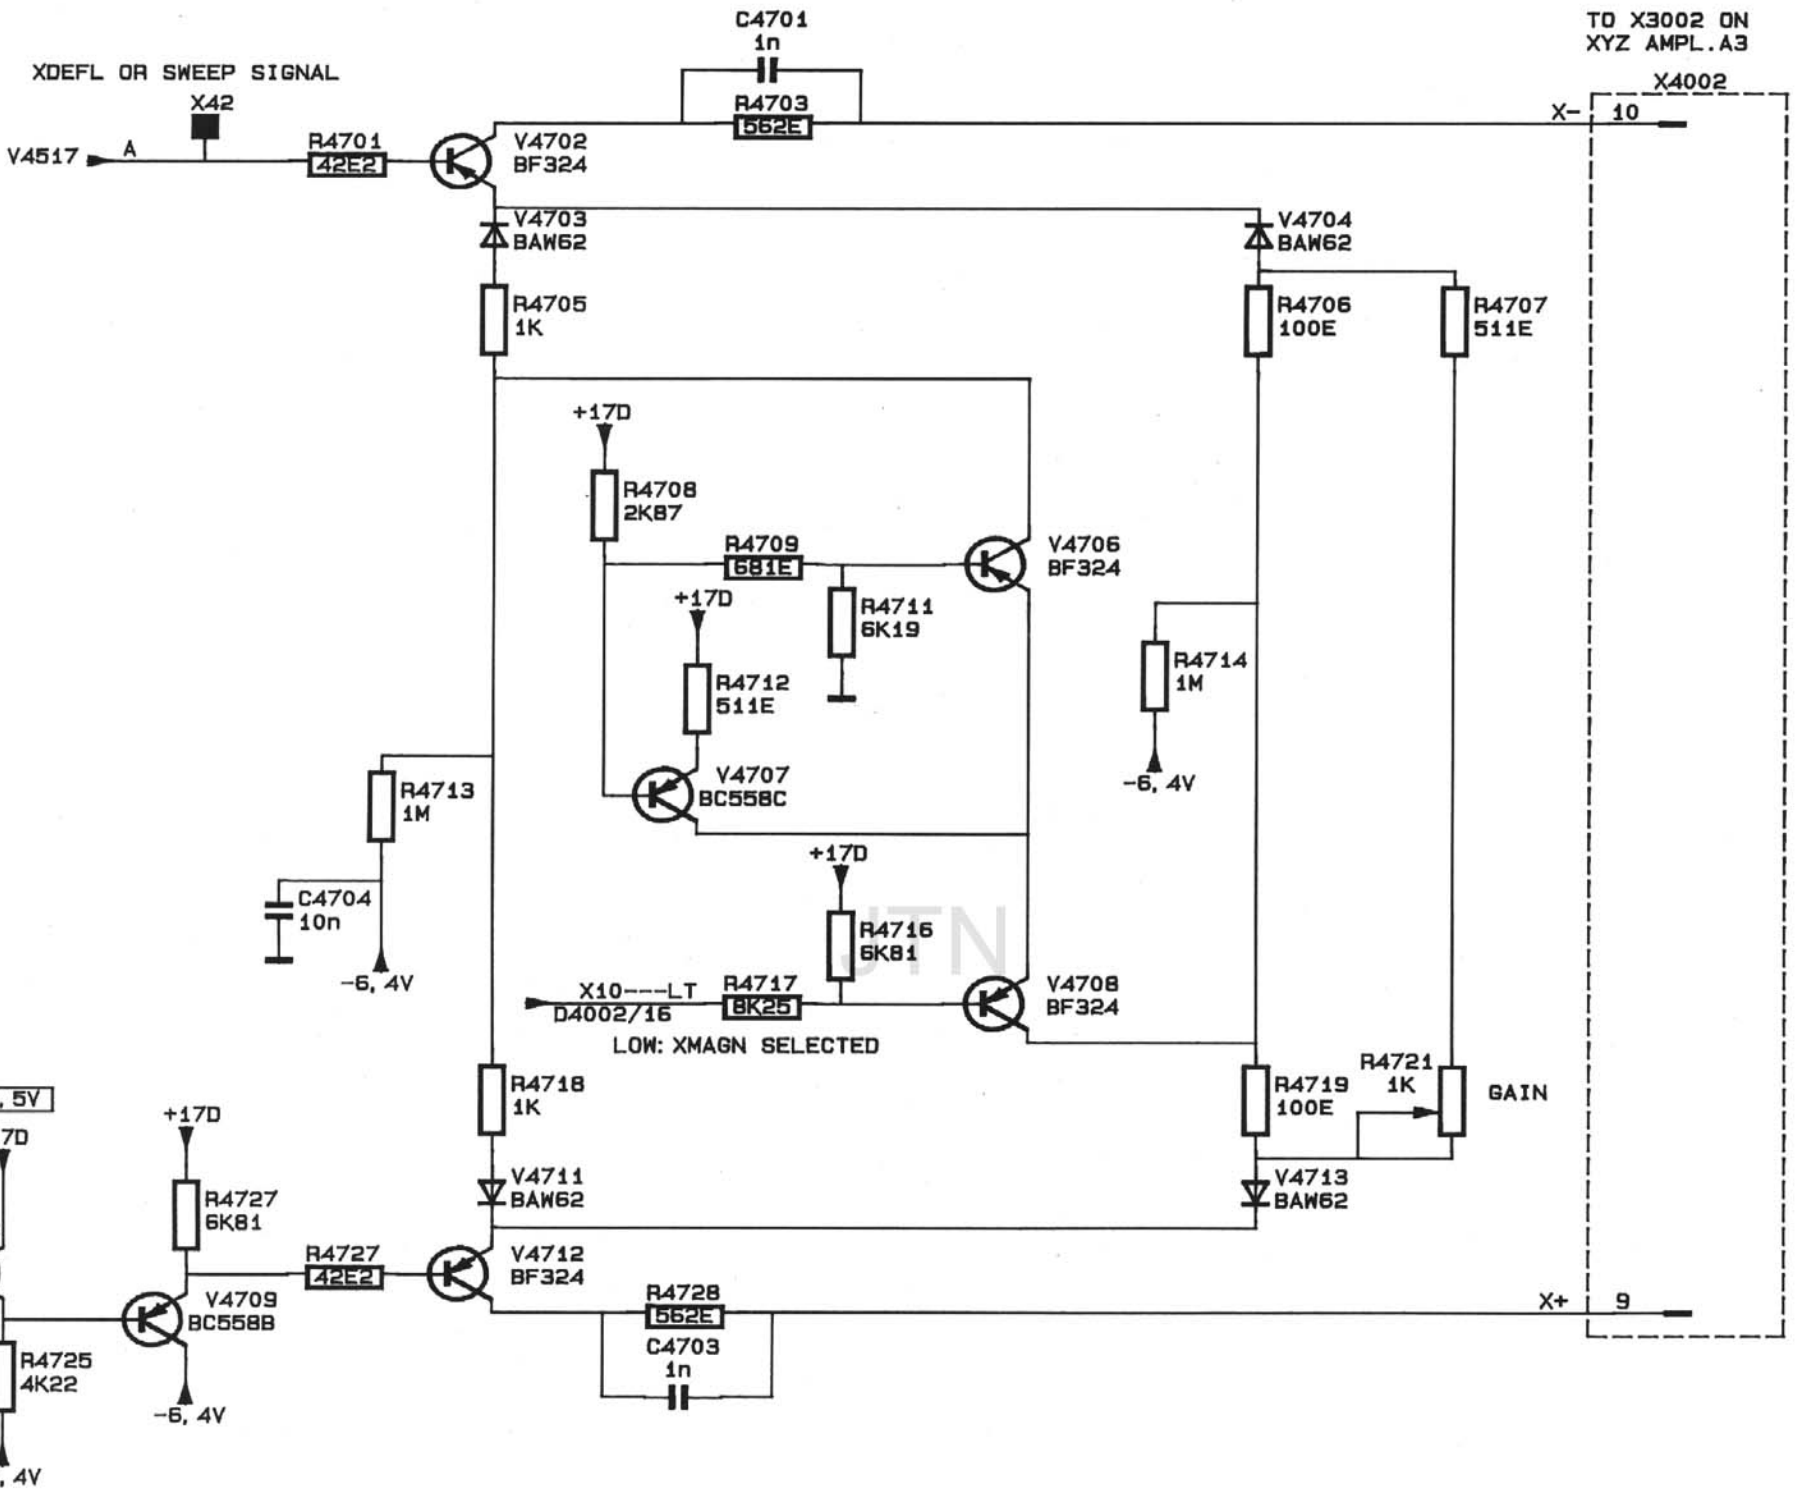 C4701
1n
TO X3002 ON
XYZ AMPL.A3
XDEFL OR SWEEP SIGNAL
X42
X4002
R4703
562E
X- 10
V4517 A
R4701
42E2
V4702
BF324
V4703
BAW62
V4704
BAW62
R4705
1K
R4706
100E
R4707
511E
+17D
R4708
2K87
R4709
681E
V4706
BF324
+17D
R4711
6K19
R4712
511E
R4714
1M
-6, 4V
R4713
1M
V4707
BC558C
+17D
C4704
10n
R4716
6K81
JTN
-6, 4V
X10---LT
D4002/16
R4717
8K25
V4708
BF324
LOW: XMAGN SELECTED
R4718
1K
R4719
100E
R4721
1K
GAIN
, 5V
7D
+17D
R4727
6K81
V4711
BAW62
V4713
BAW62
R4727
42E2
V4712
BF324
V4709
BC558B
R4728
562E
X+ 9
C4703
1n
R4725
4K22
-6, 4V
, 4V